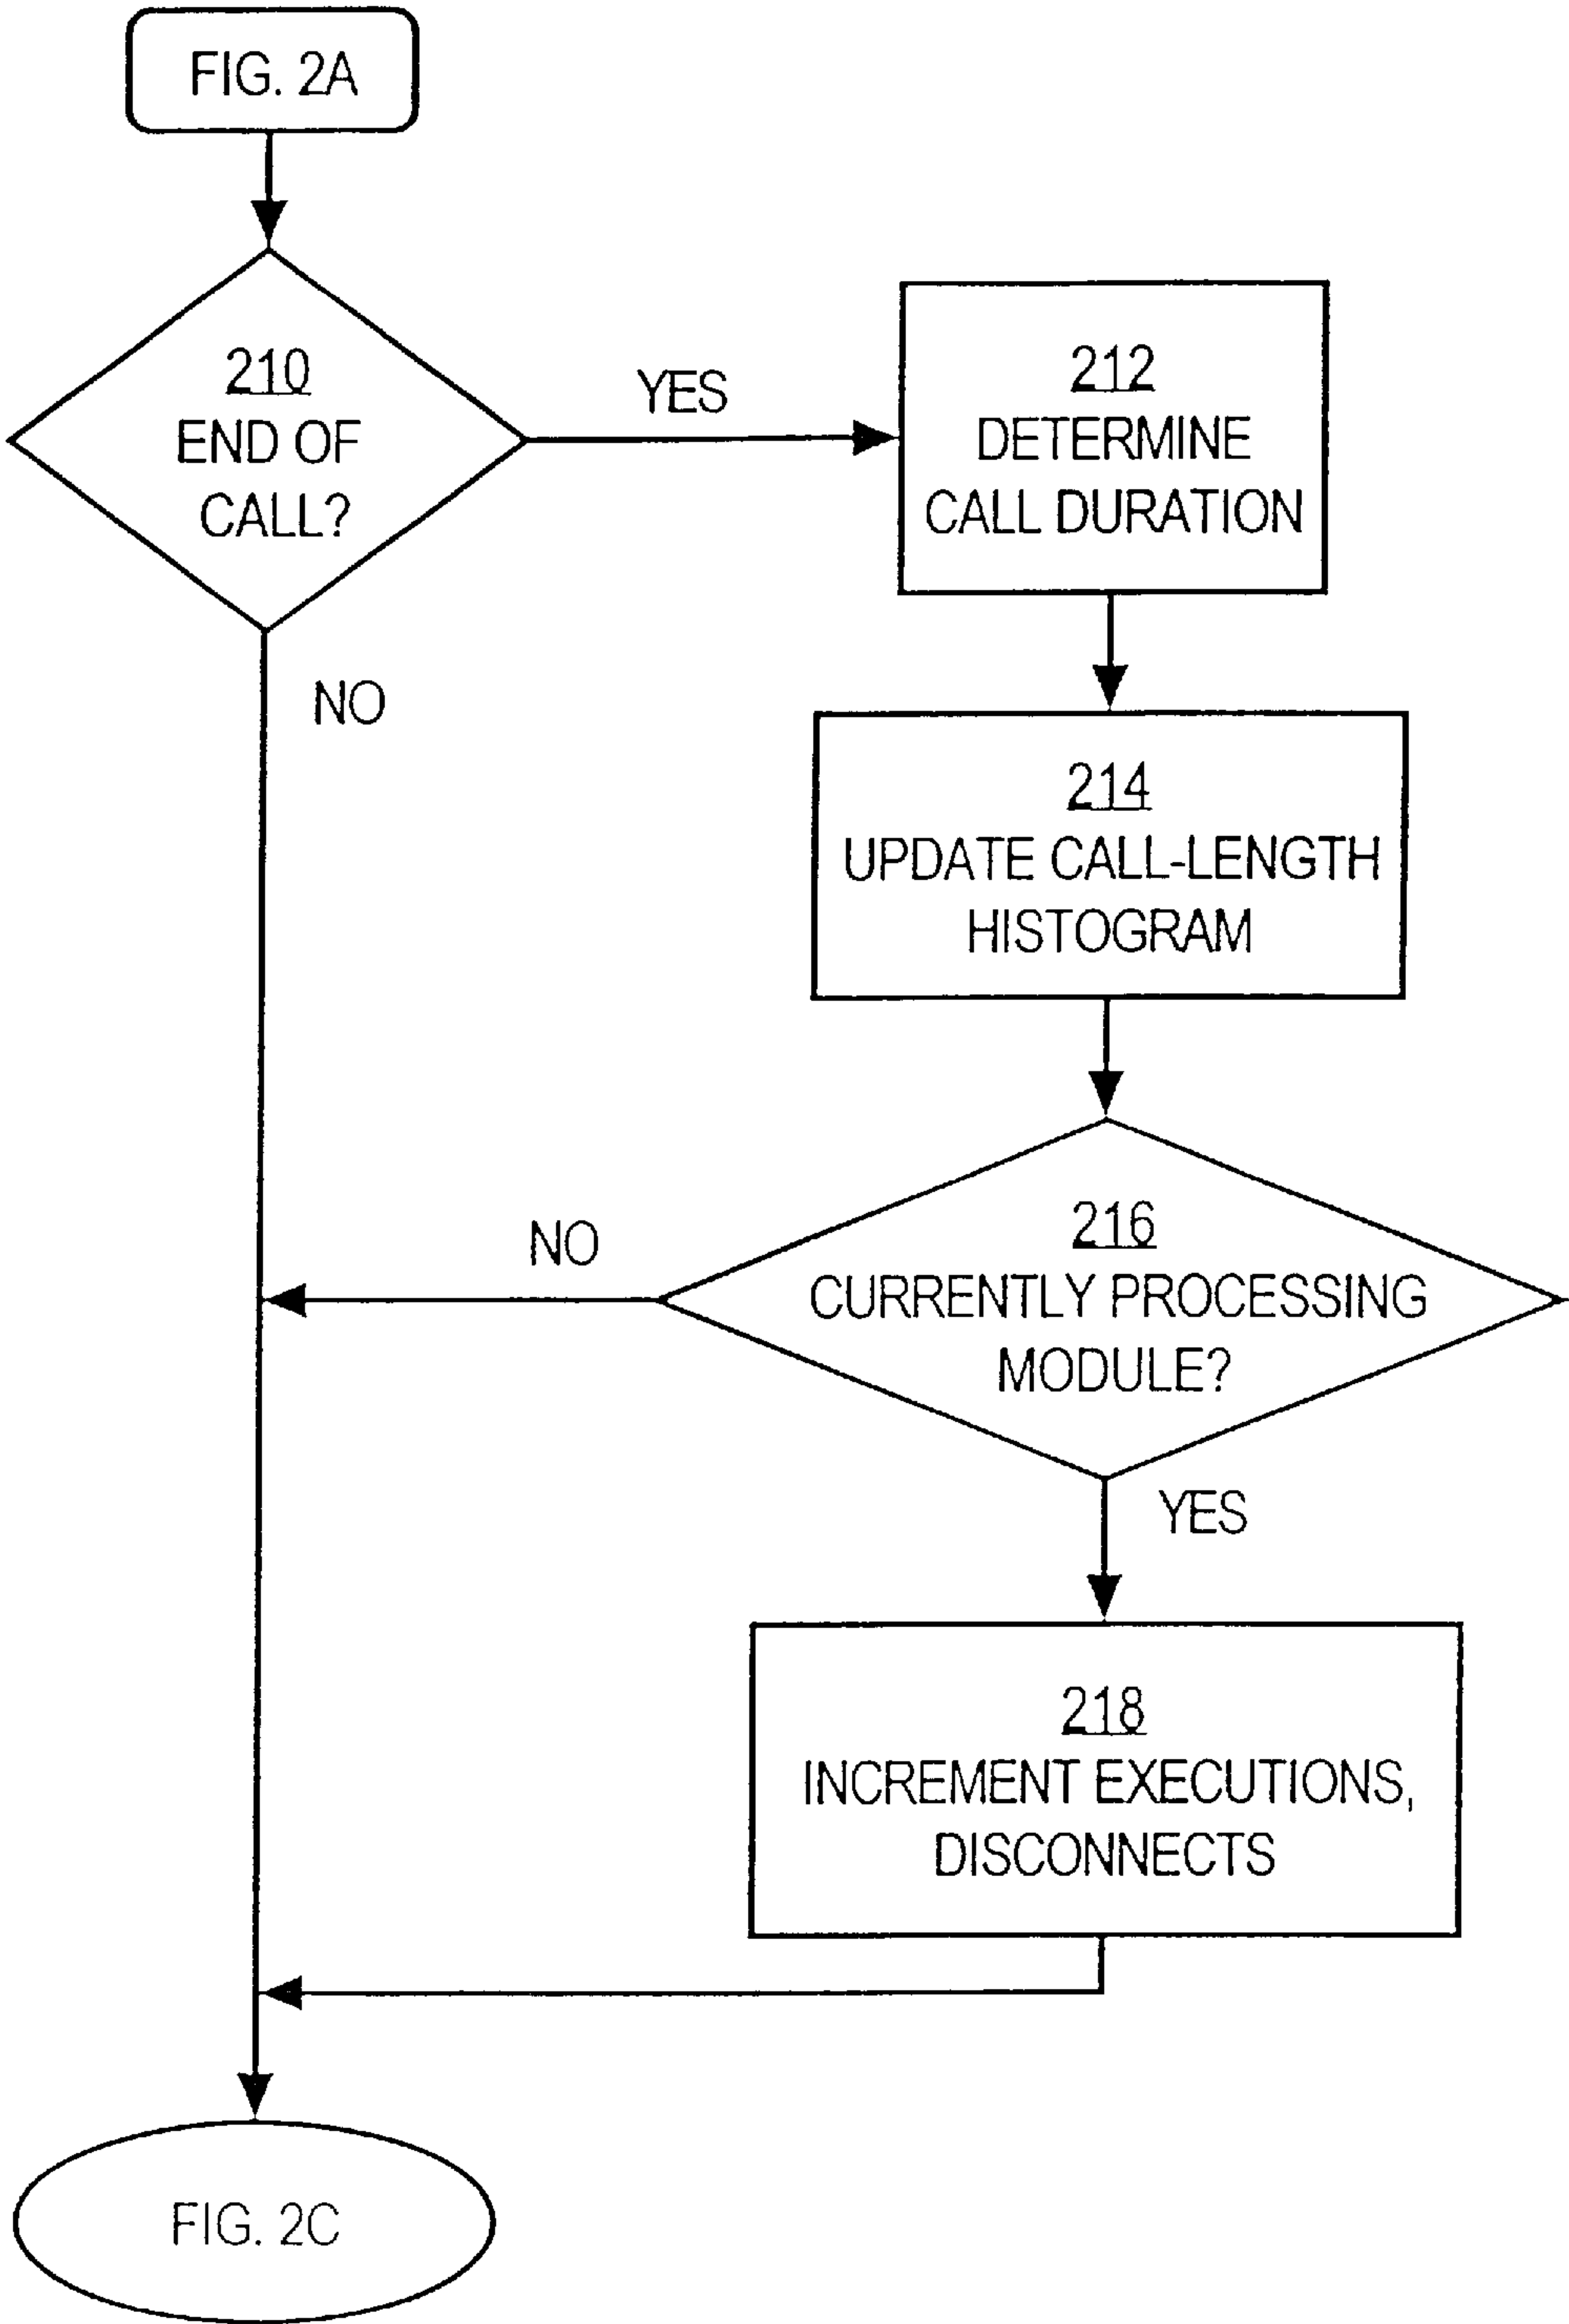 FIG. 2A
210
END OF
CALL?
YES
212
DETERMINE
CALL DURATION
NO
214
UPDATE CALL-LENGTH
HISTOGRAM
216
CURRENTLY PROCESSING
MODULE?
NO
YES
218
INCREMENT EXECUTIONS,
DISCONNECTS
FIG. 2C